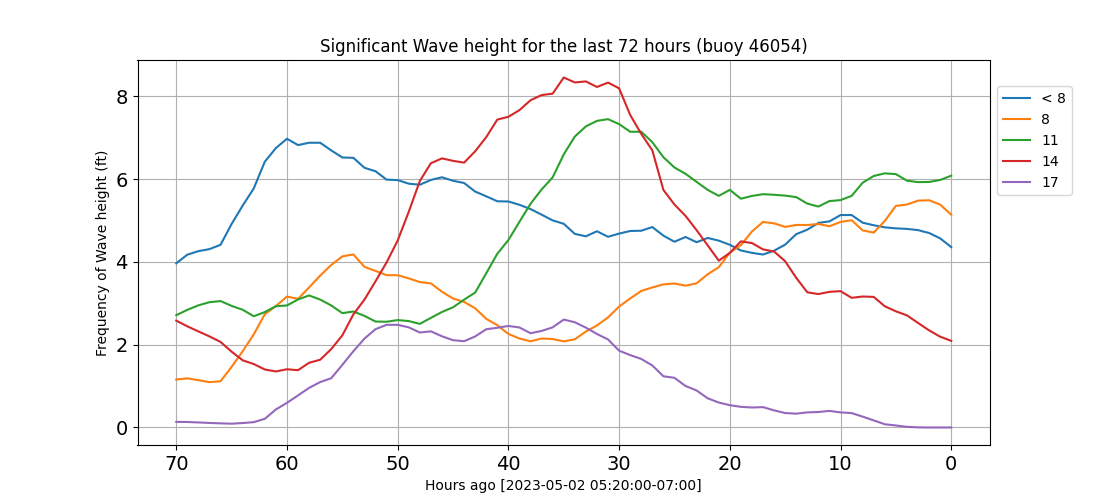 Significant Wave height for the last 72 hours (buoy 46054)
Frequency of Wave height (ft)
8
6
4
2
0
70 60 50 40 30 20 10 0
Hours ago [2023-05-02 05:20:00-07:00]
< 8
8
11
14
17